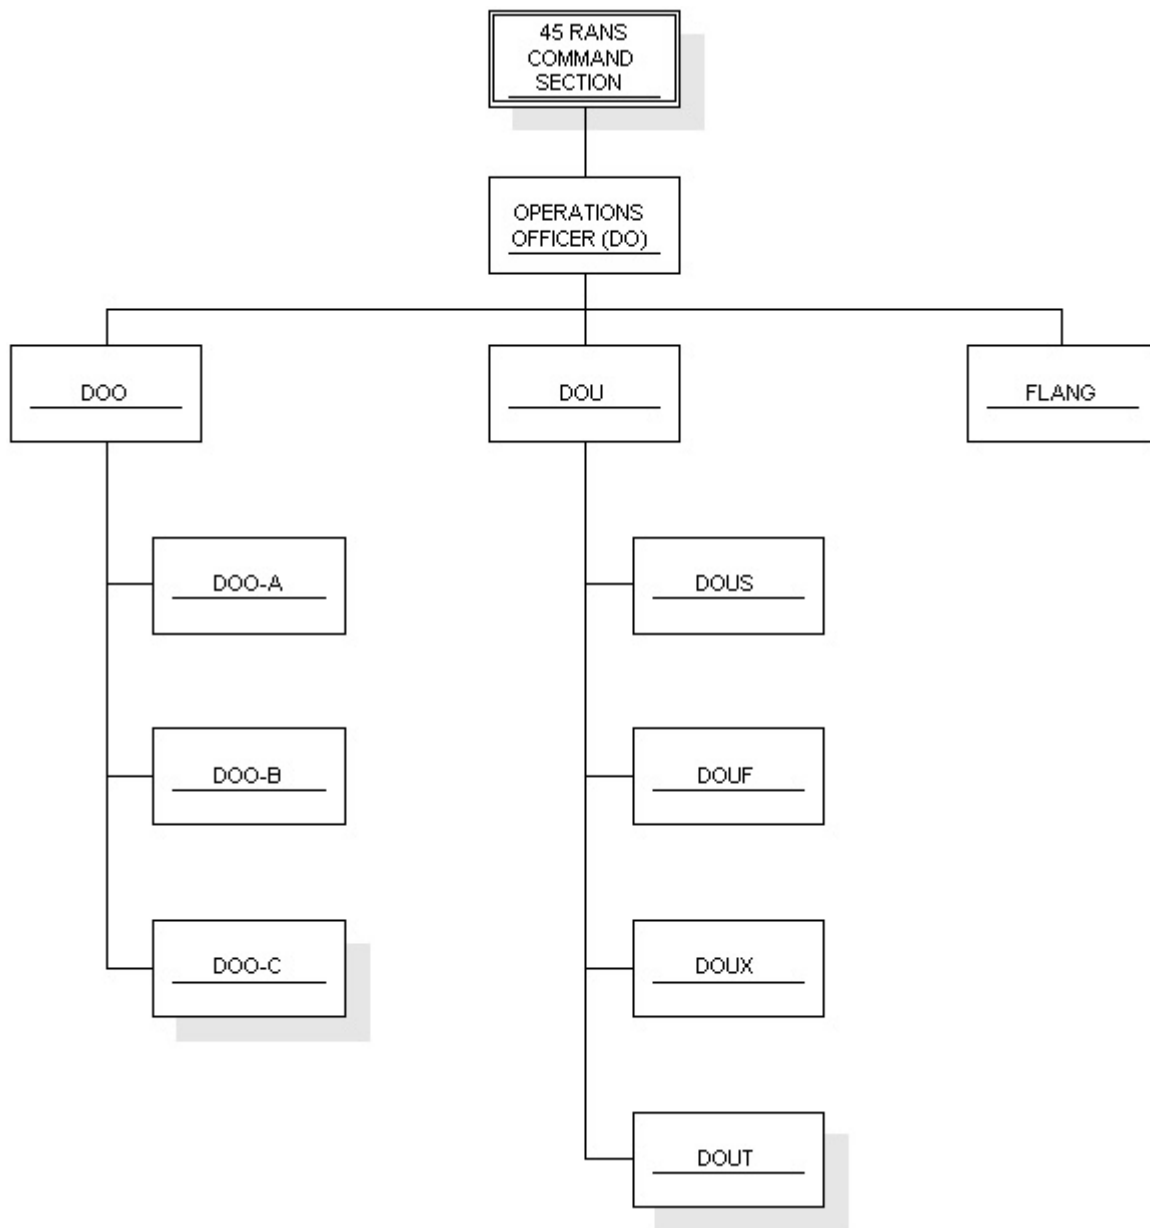 45 RANS
COMMAND
SECTION
OPERATIONS
OFFICER (DO)
DOO
DOU
FLANG
DOO-A
DOUS
DOO-B
DOUF
DOO-C
DOUX
DOUT